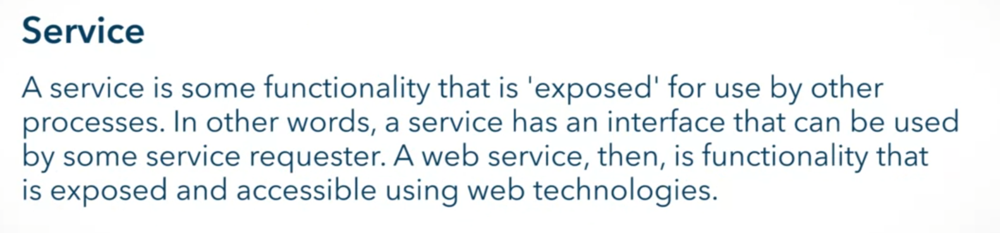 Service
A service is some functionality that is 'exposed' for use by other
processes. In other words, a service has an interface that can be used
by some service requester. A web service, then, is functionality that
is exposed and accessible using web technologies.